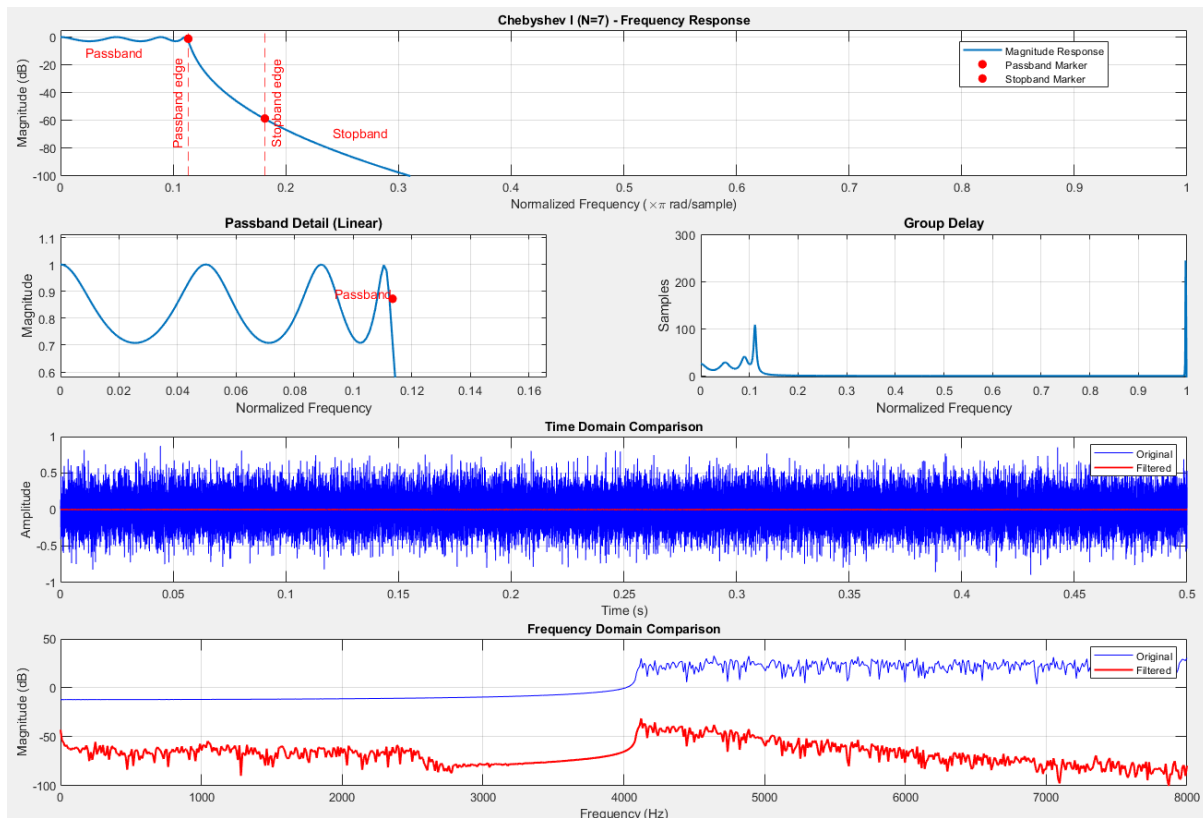 Chebyshev I (N=7) - Frequency Response
Magnitude (dB)
0
-20
-40
-60
-80
-100
Passband
Passband edge
Stopband edge
Stopband
Magnitude Response
Passband Marker
Stopband Marker
0 0.1 0.2 0.3 0.4 0.5 0.6 0.7 0.8 0.9 1
Normalized Frequency (×π rad/sample)
Passband Detail (Linear)
Magnitude
1.1
1
0.9
0.8
0.7
0.6
Passband
0 0.02 0.04 0.06 0.08 0.1 0.12 0.14 0.16
Normalized Frequency
Group Delay
Samples
300
200
100
0
0 0.1 0.2 0.3 0.4 0.5 0.6 0.7 0.8 0.9 1
Normalized Frequency
Time Domain Comparison
Amplitude
1
0.5
0
-0.5
-1
Original
Filtered
0 0.05 0.1 0.15 0.2 0.25 0.3 0.35 0.4 0.45 0.5
Time (s)
Frequency Domain Comparison
Magnitude (dB)
50
0
-50
-100
Original
Filtered
0 1000 2000 3000 4000 5000 6000 7000 8000
Frequency (Hz)